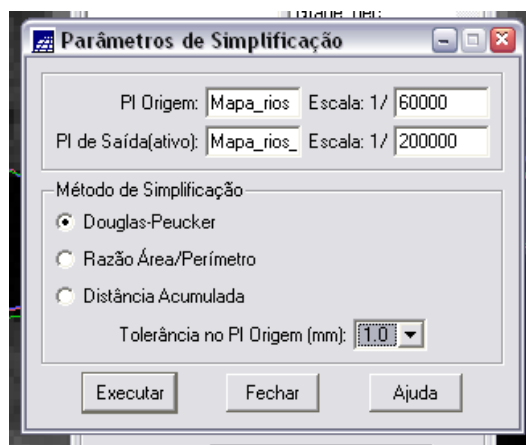 Parâmetros de Simplificação
PI Origem: Mapa_rios Escala: 1/ 60000
PI de Saída(ativo): Mapa_rios_ Escala: 1/ 200000
Método de Simplificação
Douglas-Peucker
Razão Área/Perímetro
Distância Acumulada
Tolerância no PI Origem (mm): 1.0
Executar Fechar Ajuda